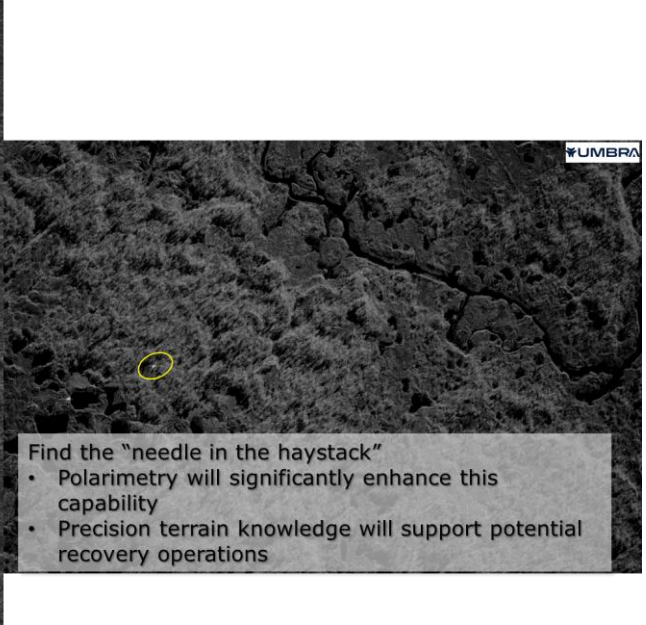 UMBRA
Find the “needle in the haystack”
• Polarimetry will significantly enhance this
capability
• Precision terrain knowledge will support potential
recovery operations